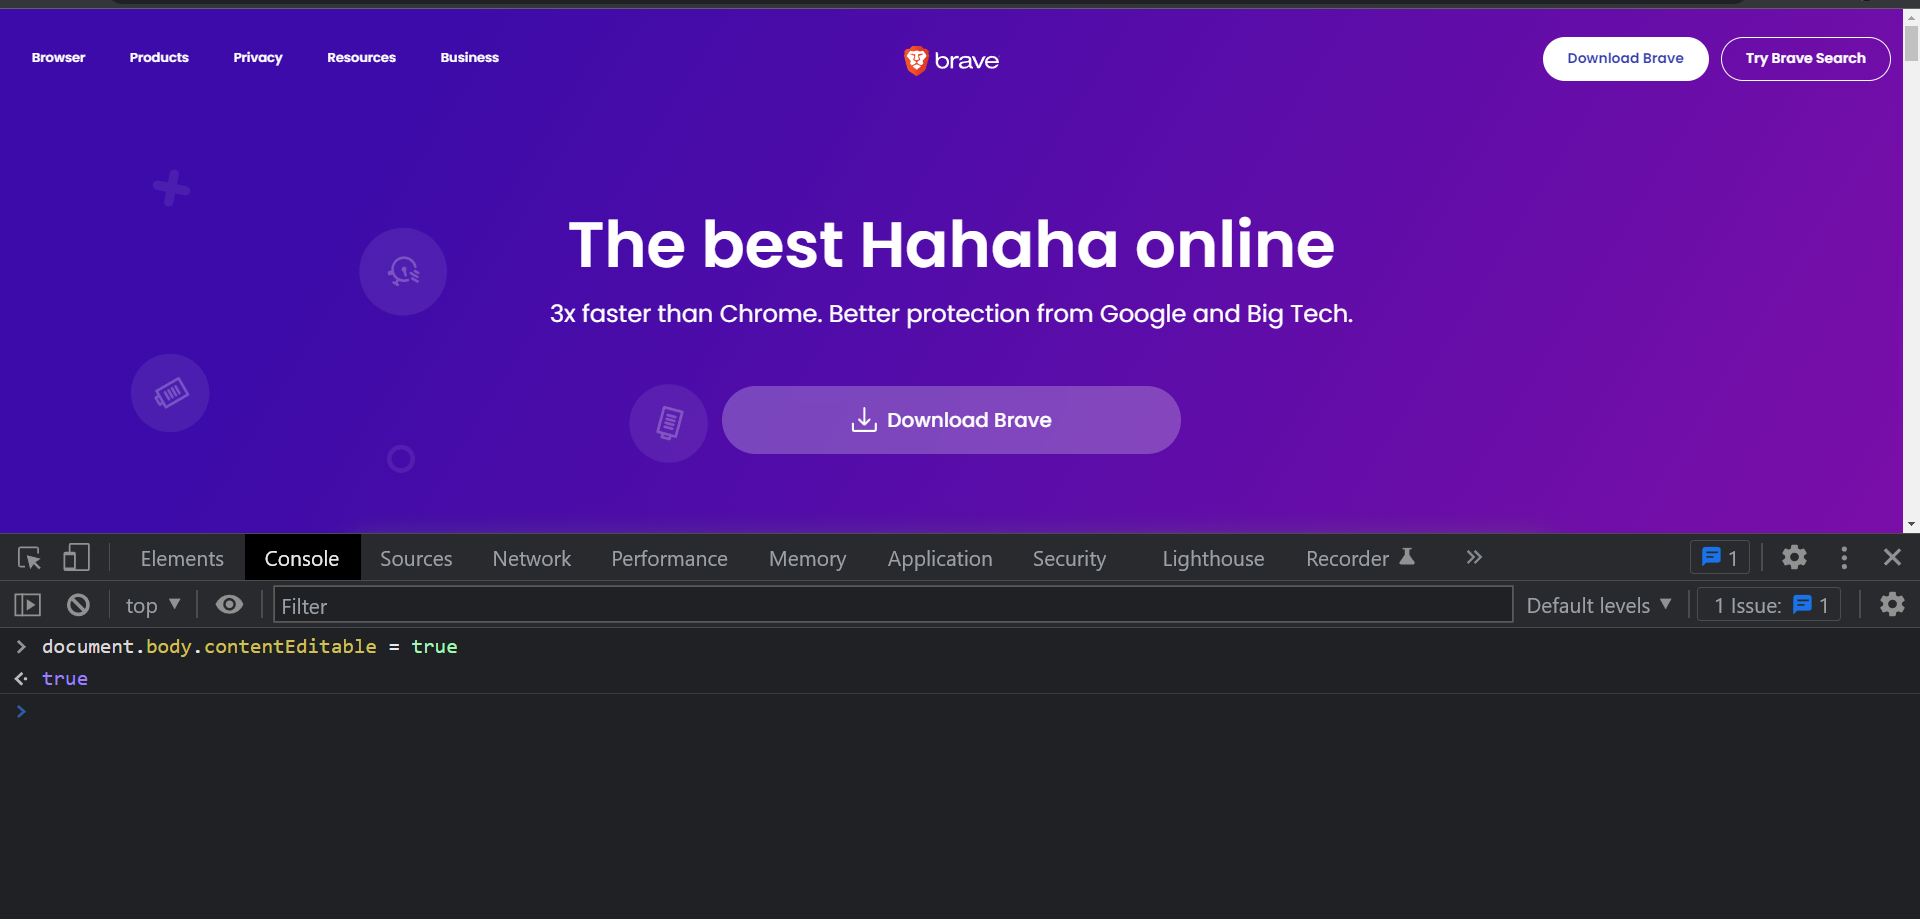 Browser Products Privacy Resources Business brave Download Brave Try Brave Search
The best Hahaha online
3x faster than Chrome. Better protection from Google and Big Tech.
Download Brave
Elements Console Sources Network Performance Memory Application Security Lighthouse Recorder 1
top Filter Default levels 1 Issue: 1
document.body.contentEditable = true
true